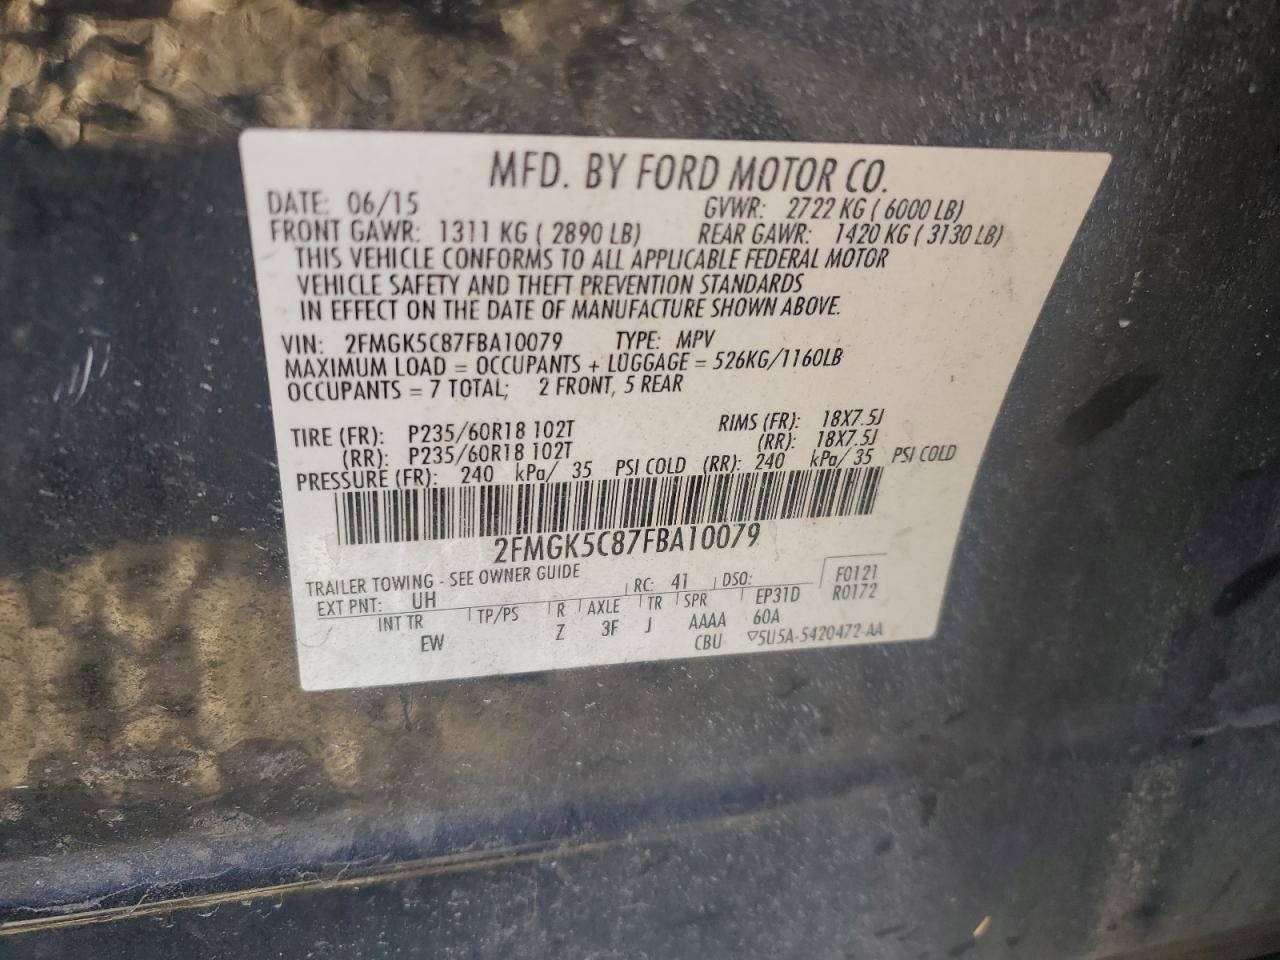 MFD. BY FORD MOTOR CO.
DATE: 06/15 GVWR: 2722 KG ( 6000 LB)
FRONT GAWR: 1311 KG ( 2890 LB) REAR GAWR: 1420 KG ( 3130 LB)
THIS VEHICLE CONFORMS TO ALL APPLICABLE FEDERAL MOTOR
VEHICLE SAFETY AND THEFT PREVENTION STANDARDS
IN EFFECT ON THE DATE OF MANUFACTURE SHOWN ABOVE.
VIN: 2FMGK5C87FBA10079 TYPE: MPV
MAXIMUM LOAD = OCCUPANTS + LUGGAGE = 526KG/1160LB
OCCUPANTS = 7 TOTAL; 2 FRONT, 5 REAR
TIRE (FR): P235/60R18 102T RIMS (FR): 18X7.5J
(RR): P235/60R18 102T (RR): 18X7.5J
PRESSURE (FR): 240 kPa/ 35 PSI COLD (RR): 240 kPa/ 35 PSI COLD
2FMGK5C87FBA10079
TRAILER TOWING - SEE OWNER GUIDE
EXT PNT: UH RC: 41 DSO: F0121
INT TR TP/PS R AXLE TR SPR EP31D R0172
EW Z 3F J AAAA 60A
CBU ▽5U5A-5420472-AA